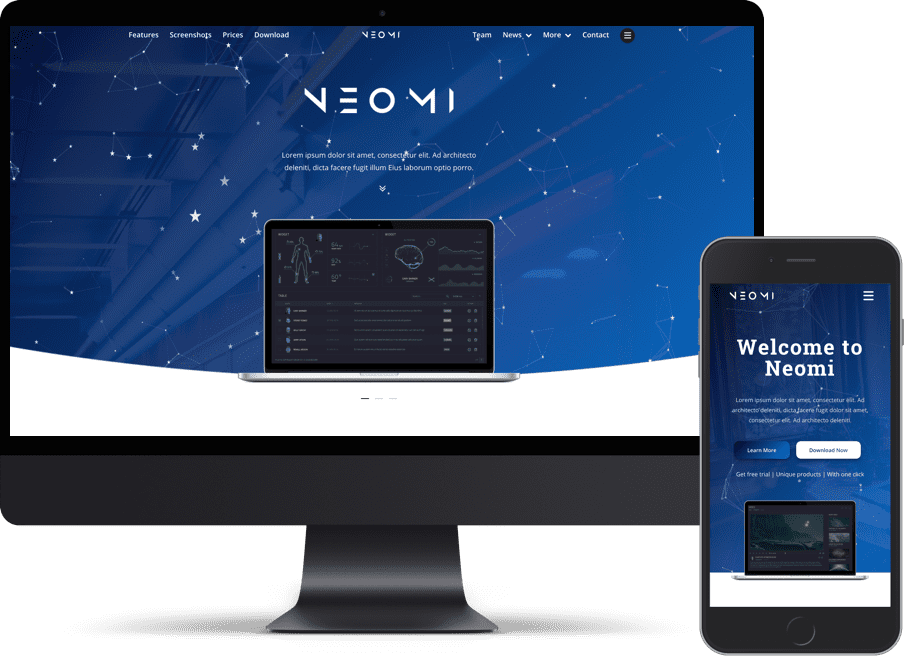 Features Screenshots Prices Download NEOMI Team News More Contact
NEOMI
Lorem ipsum dolor sit amet, consectetur elit. Ad architecto
deleniti, dicta facere fugit illum Eius laborum optio porro.
NEOMI
Welcome to
Neomi
Lorem ipsum dolor sit amet, consectetur elit. Ad
architecto deleniti, dicta facere fugit. amet,
consectetur elit. Ad architecto deleniti.
Learn More Download Now
Get free trial | Unique products | With one click